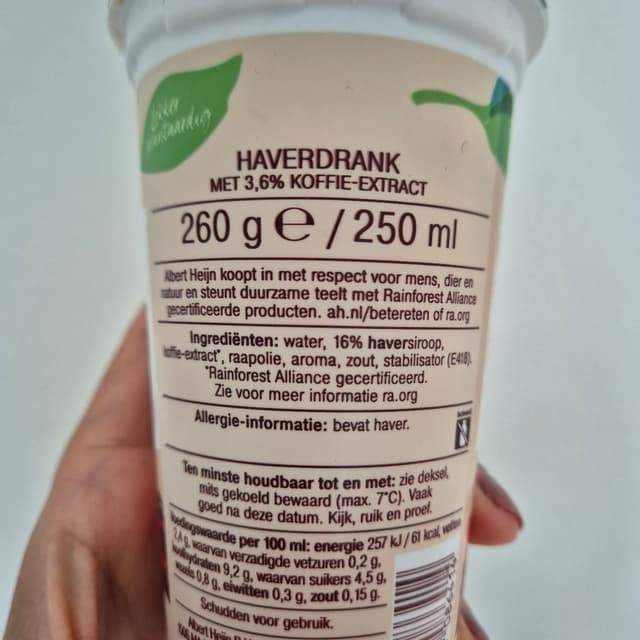 HAVERDRANK
MET 3,6% KOFFIE-EXTRACT
260 g ℮ / 250 ml
Albert Heijn koopt in met respect voor mens, dier en
natuur en steunt duurzame teelt met Rainforest Alliance
gecertificeerde producten. ah.nl/betereten of ra.org
Ingrediënten: water, 16% haversiroop,
koffie-extract*, raapolie, aroma, zout, stabilisator (E418).
*Rainforest Alliance gecertificeerd.
Zie voor meer informatie ra.org
Allergie-informatie: bevat haver.
Ten minste houdbaar tot en met: zie deksel,
mits gekoeld bewaard (max. 7°C). Vaak
goed na deze datum. Kijk, ruik en proef.
Voedingswaarde per 100 ml: energie 257 kJ / 61 kcal, vetten
2,4 g, waarvan verzadigde vetzuren 0,2 g,
koolhydraten 9,2 g, waarvan suikers 4,5 g,
vezels 0,8 g, eiwitten 0,3 g, zout 0,15 g.
Schudden voor gebruik.
Albert Heijn